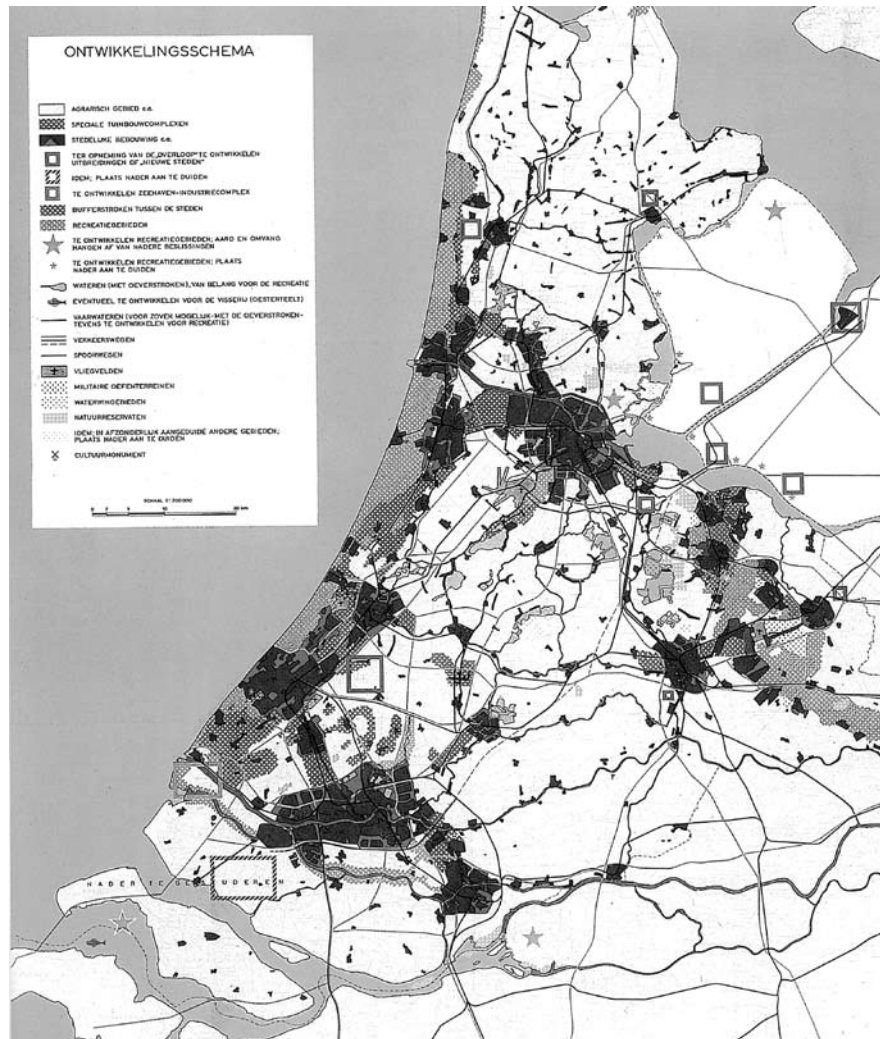 ONTWIKKELINGSSCHEMA
AGRARISCH GEBIED e.a.
SPECIALE TUINBOUWCOMPLEXEN
STEDELIJKE BEBOUWING e.a.
TER OPNEMING VAN DE „OVERLOOP" TE ONTWIKKELEN
UITBREIDINGEN OF „NIEUWE STEDEN"
IDEM; PLAATS NADER AAN TE DUIDEN
TE ONTWIKKELEN ZEEHAVEN-INDUSTRIECOMPLEX
BUFFERSTROKEN TUSSEN DE STEDEN
RECREATIEGEBIEDEN
TE ONTWIKKELEN RECREATIEGEBIEDEN; AARD EN OMVANG
HANGEN AF VAN NADERE BESLISSINGEN
TE ONTWIKKELEN RECREATIEGEBIEDEN; PLAATS
NADER AAN TE DUIDEN
WATEREN (MET OEVERSTROKEN), VAN BELANG VOOR DE RECREATIE
EVENTUEEL TE ONTWIKKELEN VOOR DE VISSERIJ (OESTERTEELT)
VAARWATEREN (VOOR ZOVER MOGELIJK-MET DE OEVERSTROKEN-
TEVENS TE ONTWIKKELEN VOOR RECREATIE)
VERKEERSWEGEN
SPOORWEGEN
VLIEGVELDEN
MILITAIRE OEFENTERREINEN
WATERWINGEBIEDEN
NATUURRESERVATEN
IDEM; IN AFZONDERLIJK AANGEDUIDE ANDERE GEBIEDEN;
PLAATS NADER AAN TE DUIDEN
CULTUURMONUMENT
SCHAAL
NADER TE